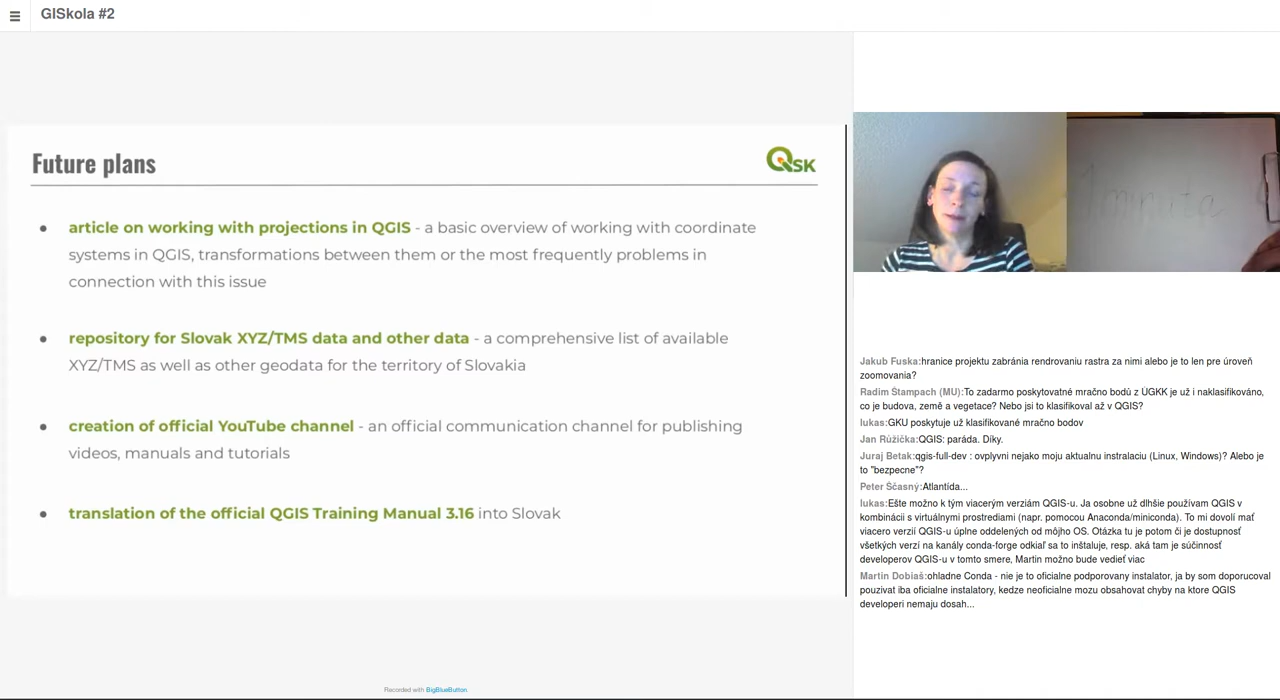 GISkola #2
Future plans
QSK
• article on working with projections in QGIS - a basic overview of working with coordinate
systems in QGIS, transformations between them or the most frequently problems in
connection with this issue
• repository for Slovak XYZ/TMS data and other data - a comprehensive list of available
XYZ/TMS as well as other geodata for the territory of Slovakia
• creation of official YouTube channel - an official communication channel for publishing
videos, manuals and tutorials
• translation of the official QGIS Training Manual 3.16 into Slovak
1 minúta
Jakub Fuska:hranice projektu zabránia rendrovaniu rastra za nimi alebo je to len pre úroveň
zoomovania?
Radim Štampach (MU):To zadarmo poskytovatné mračno bodů z ÚGKK je už i naklasifikováno,
co je budova, země a vegetace? Nebo jsi to klasifikoval až v QGIS?
lukas:GKU poskytuje už klasifikované mračno bodov
Jan Růžička:QGIS: paráda. Díky.
Juraj Betak:qgis-full-dev : ovplyvni nejako moju aktualnu instralaciu (Linux, Windows)? Alebo je
to "bezpecne"?
Peter Ščasný:Atlantída...
lukas:Ešte možno k tým viacerým verziám QGIS-u. Ja osobne už dlhšie používam QGIS v
kombinácii s virtuálnymi prostrediami (napr. pomocou Anaconda/miniconda). To mi dovolí mať
viacero verzií QGIS-u úplne oddelených od môjho OS. Otázka tu je potom či je dostupnosť
všetkých verzí na kanály conda-forge odkiaľ sa to inštaluje, resp. aká tam je súčinnosť
developerov QGIS-u v tomto smere, Martin možno bude vedieť viac
Martin Dobiaš:ohladne Conda - nie je to oficialne podporovany instalator, ja by som doporucoval
pouzivat iba oficialne instalatory, kedze neoficialne mozu obsahovat chyby na ktore QGIS
developeri nemaju dosah...
Recorded with BigBlueButton.